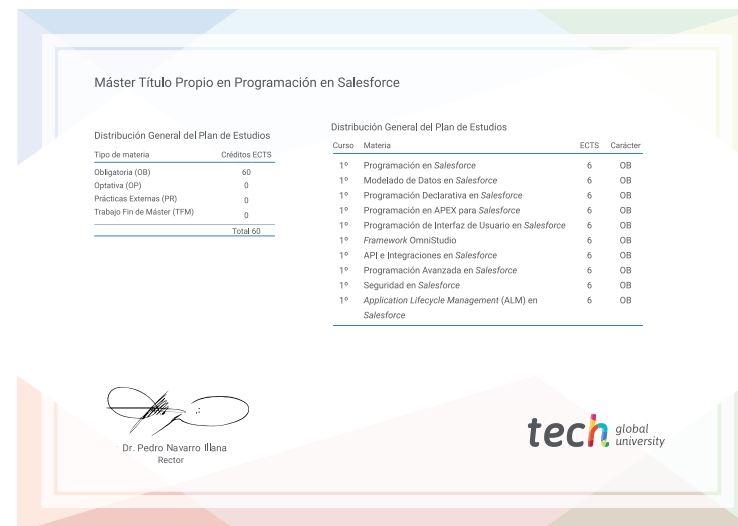 Máster Título Propio en Programación en Salesforce
Distribución General del Plan de Estudios
Tipo de materia Créditos ECTS
Obligatoria (OB) 60
Optativa (OP) 0
Prácticas Externas (PR) 0
Trabajo Fin de Máster (TFM) 0
Total 60
Distribución General del Plan de Estudios
Curso Materia ECTS Carácter
1º Programación en Salesforce 6 OB
1º Modelado de Datos en Salesforce 6 OB
1º Programación Declarativa en Salesforce 6 OB
1º Programación en APEX para Salesforce 6 OB
1º Programación de Interfaz de Usuario en Salesforce 6 OB
1º Framework OmniStudio 6 OB
1º API e Integraciones en Salesforce 6 OB
1º Programación Avanzada en Salesforce 6 OB
1º Seguridad en Salesforce 6 OB
1º Application Lifecycle Management (ALM) en 6 OB
Salesforce
Dr. Pedro Navarro Illana
Rector
tech global
university